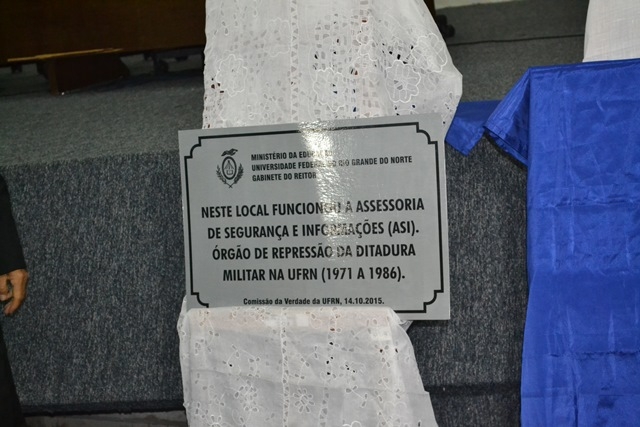 MINISTÉRIO DA EDUCAÇÃO
UNIVERSIDADE FEDERAL DO RIO GRANDE DO NORTE
GABINETE DO REITOR
NESTE LOCAL FUNCIONOU A ASSESSORIA
DE SEGURANÇA E INFORMAÇÕES (ASI).
ÓRGÃO DE REPRESSÃO DA DITADURA
MILITAR NA UFRN (1971 A 1986).
Comissão da Verdade da UFRN, 14.10.2015.